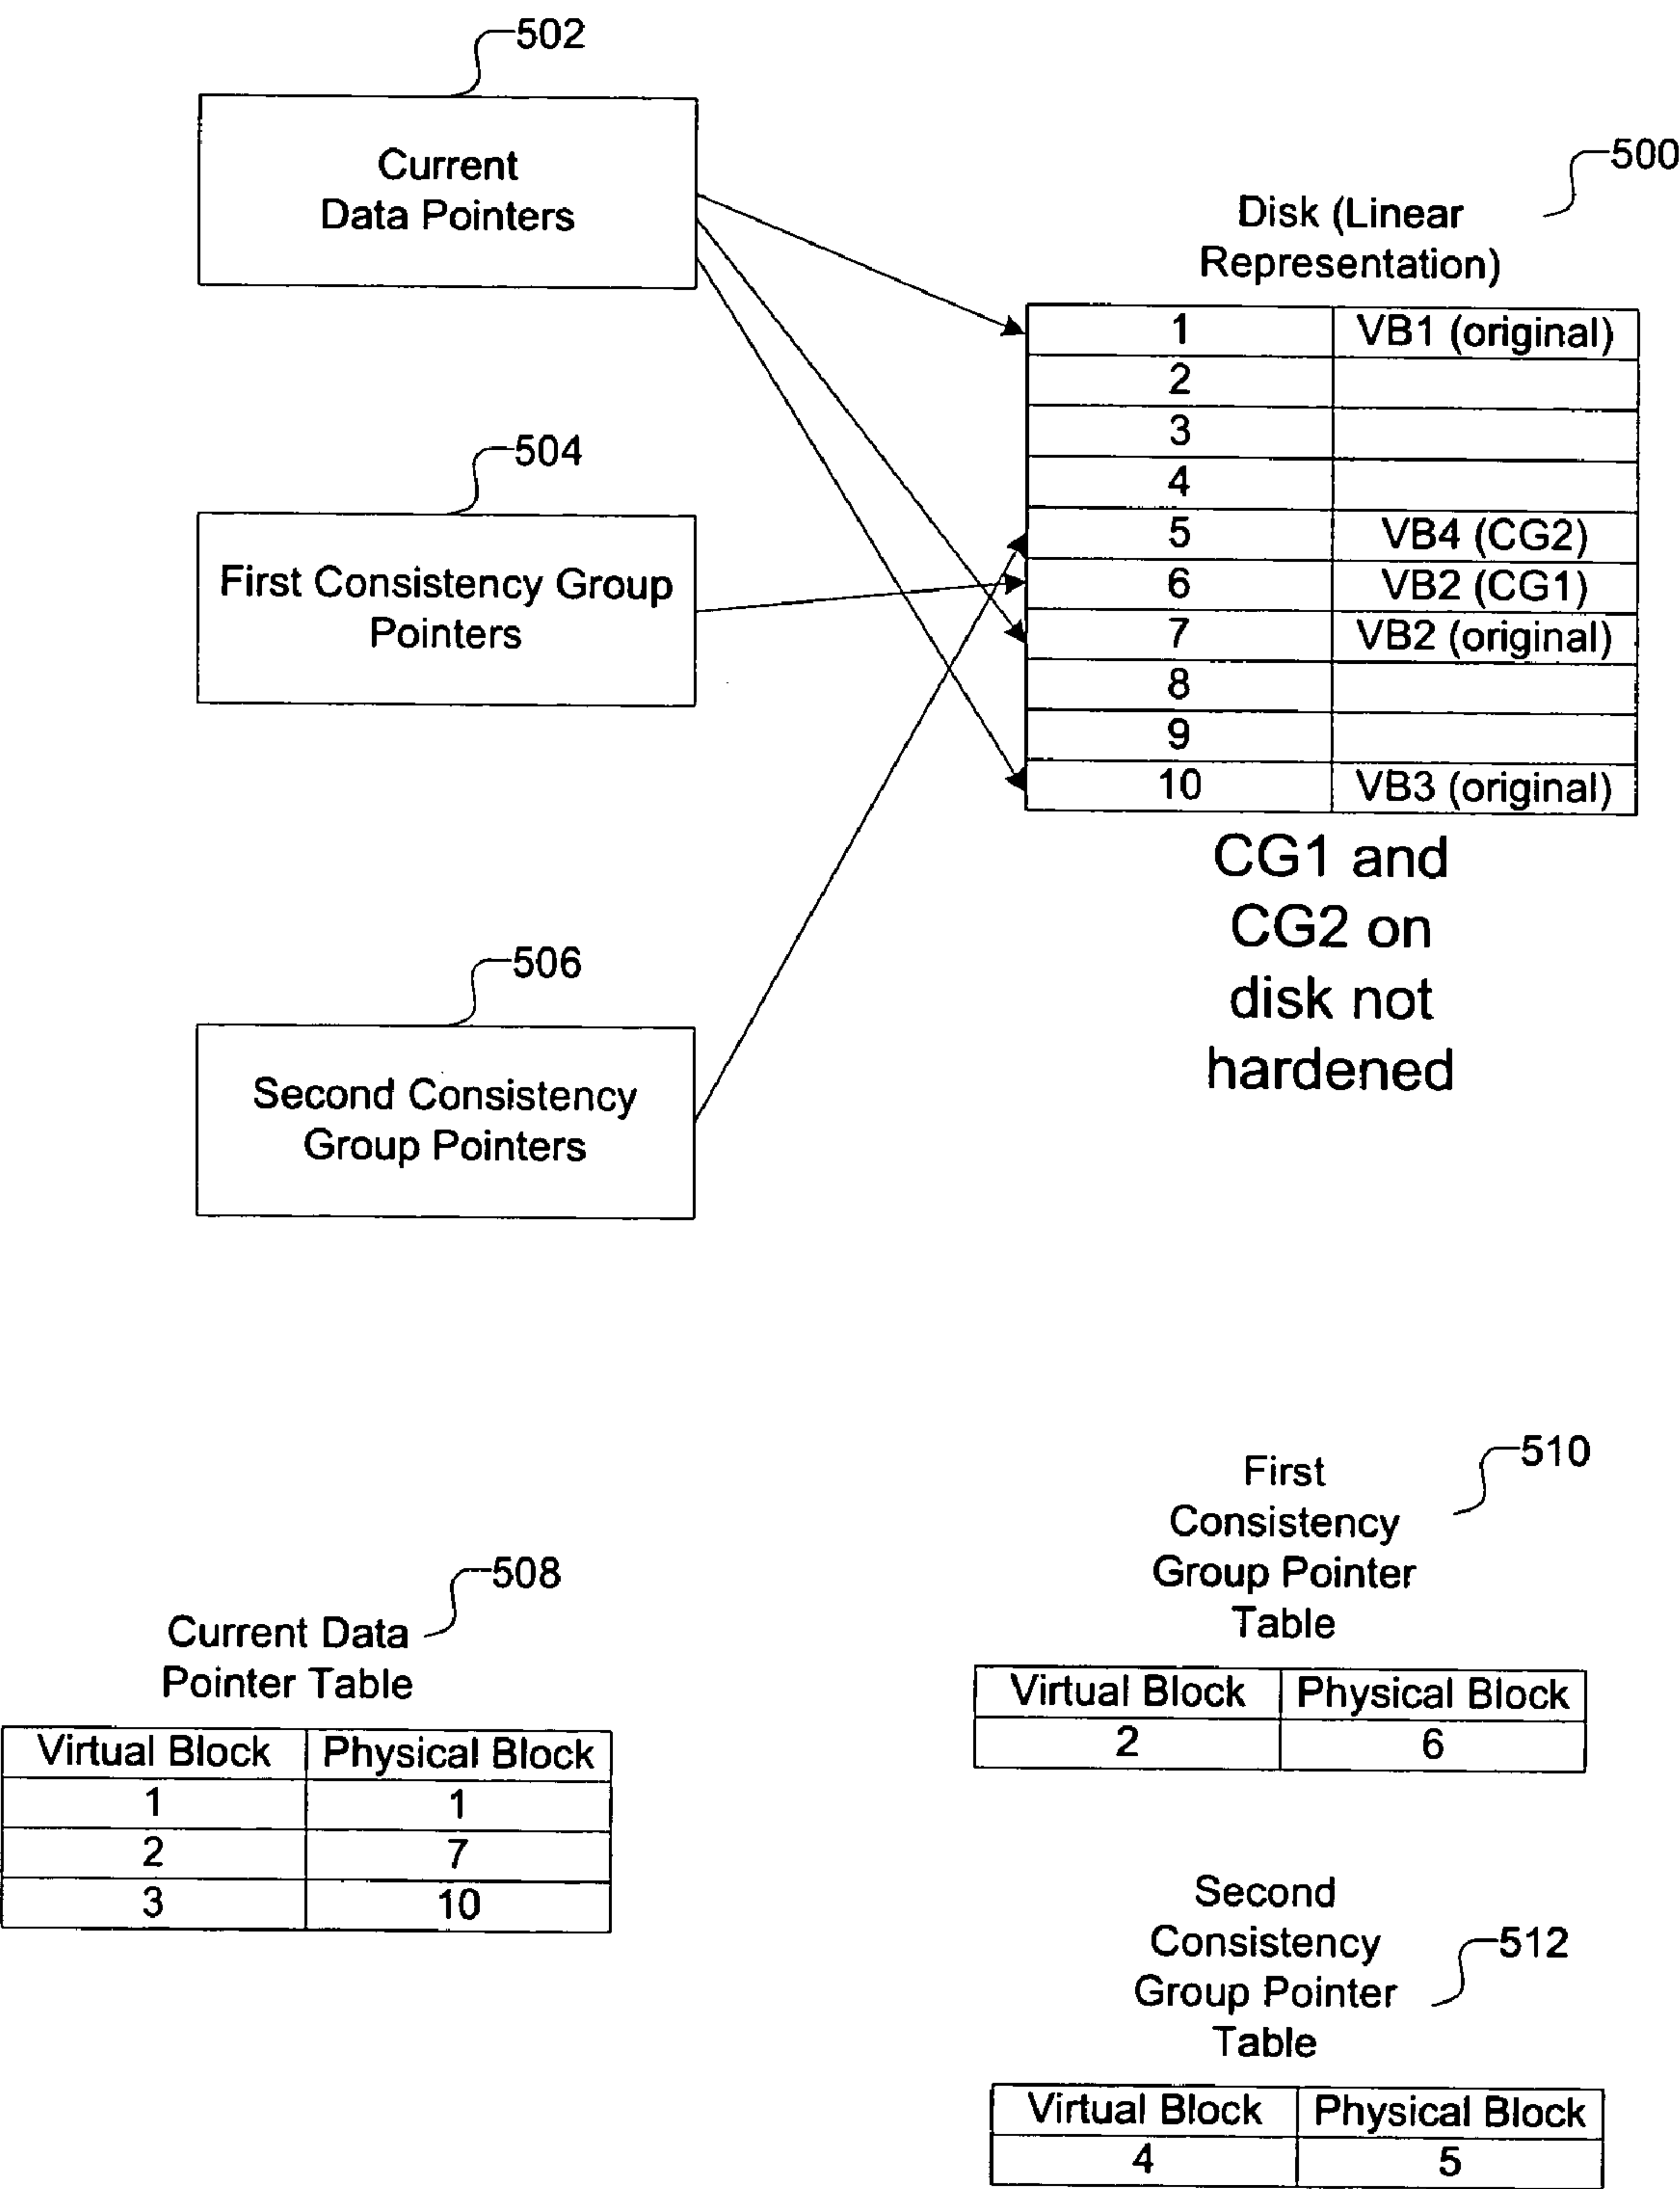 502
Current
Data Pointers
500
Disk (Linear
Representation)
1 VB1 (original)
2
3
4
5 VB4 (CG2)
6 VB2 (CG1)
7 VB2 (original)
8
9
10 VB3 (original)
CG1 and
CG2 on
disk not
hardened
504
First Consistency Group
Pointers
506
Second Consistency
Group Pointers
508
Current Data
Pointer Table
Virtual Block Physical Block
1 1
2 7
3 10
510
First
Consistency
Group Pointer
Table
Virtual Block Physical Block
2 6
512
Second
Consistency
Group Pointer
Table
Virtual Block Physical Block
4 5